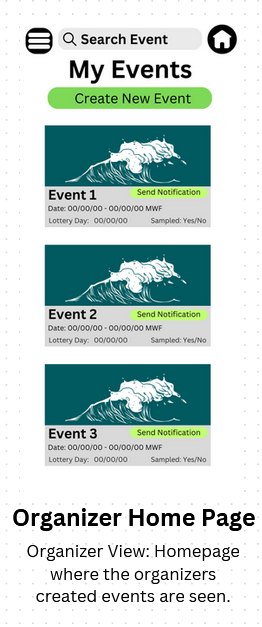 Search Event
My Events
Create New Event
Event 1
Send Notification
Date: 00/00/00 - 00/00/00 MWF
Lottery Day: 00/00/00 Sampled: Yes/No
Event 2
Send Notification
Date: 00/00/00 - 00/00/00 MWF
Lottery Day: 00/00/00 Sampled: Yes/No
Event 3
Send Notification
Date: 00/00/00 - 00/00/00 MWF
Lottery Day: 00/00/00 Sampled: Yes/No
Organizer Home Page
Organizer View: Homepage
where the organizers
created events are seen.